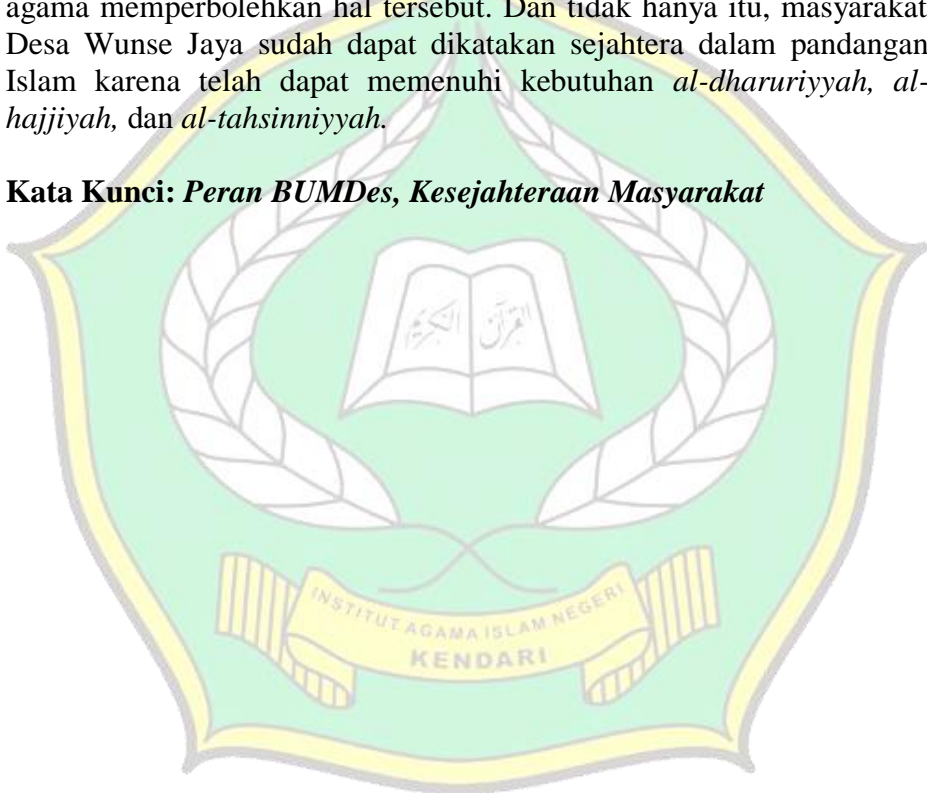 agama memperbolehkan hal tersebut. Dan tidak hanya itu, masyarakat
Desa Wunse Jaya sudah dapat dikatakan sejahtera dalam pandangan
Islam karena telah dapat memenuhi kebutuhan al-dharuriyyah, al-
hajjiyah, dan al-tahsinniyyah.
Kata Kunci: Peran BUMDes, Kesejahteraan Masyarakat
القرآن الكريم
INSTITUT AGAMA ISLAM NEGERI
KENDARI